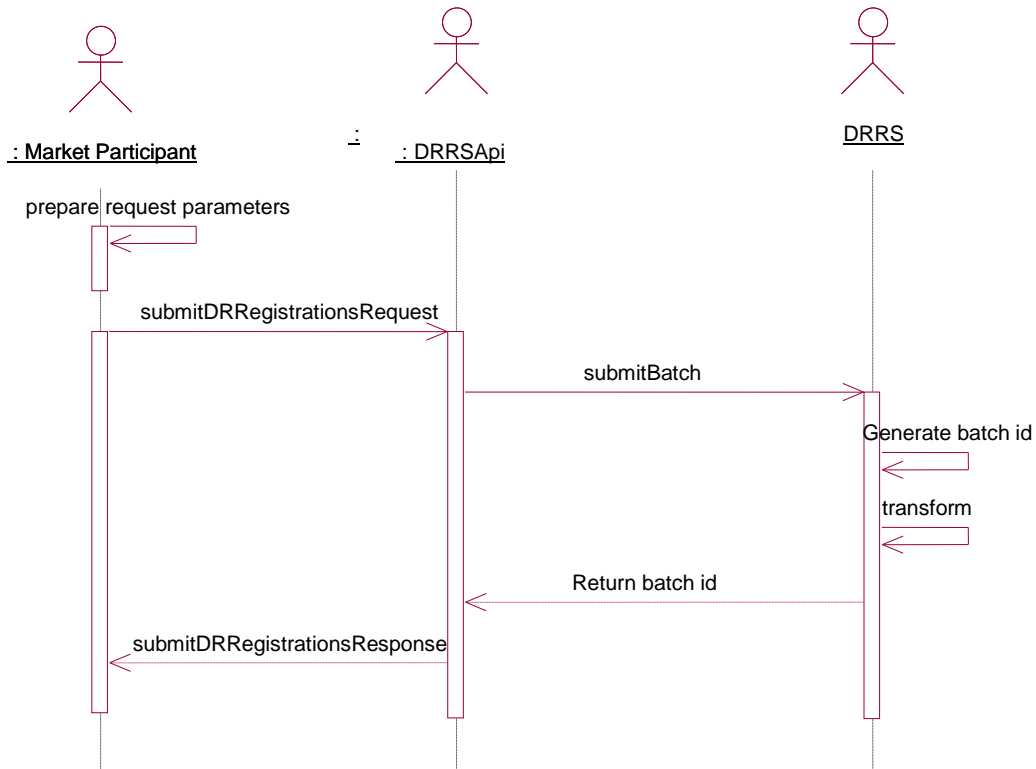 DRRS
:
: Market Participant
: DRRSApi
prepare request parameters
submitDRRegistrationsRequest
submitBatch
Generate batch id
transform
Return batch id
submitDRRegistrationsResponse